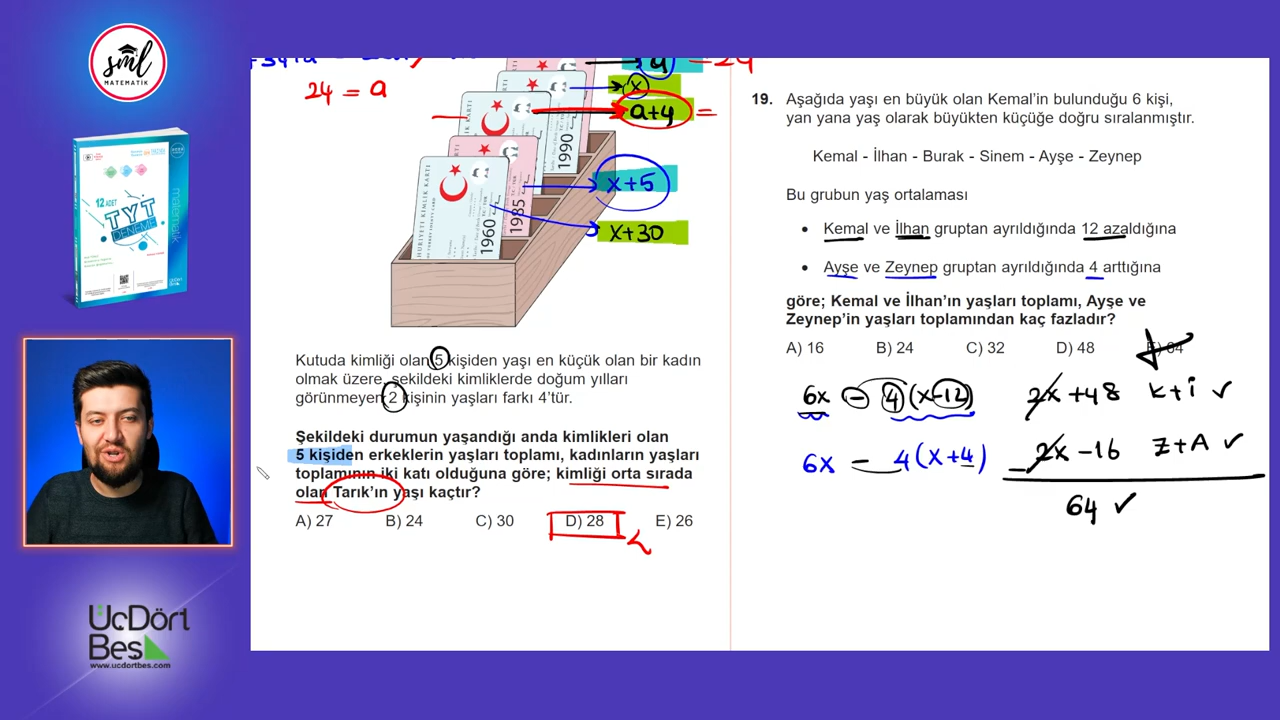 sml
MATEMATİK
12 ADET
TYT
DENEME
matematik
ÜçDört
Beş
www.ucdortbes.com
24 = a
a = 24
x
a+4 =
x+5
x+30
1990
1985
1960
HURİYETİ KİMLİK KARTI
Kutuda kimliği olan 5 kişiden yaşı en küçük olan bir kadın
olmak üzere, şekildeki kimliklerde doğum yılları
görünmeyen 2 kişinin yaşları farkı 4'tür.
Şekildeki durumun yaşandığı anda kimlikleri olan
5 kişiden erkeklerin yaşları toplamı, kadınların yaşları
toplamının iki katı olduğuna göre; kimliği orta sırada
olan Tarık'ın yaşı kaçtır?
A) 27 B) 24 C) 30 D) 28 E) 26
19. Aşağıda yaşı en büyük olan Kemal'in bulunduğu 6 kişi,
yan yana yaş olarak büyükten küçüğe doğru sıralanmıştır.
Kemal - İlhan - Burak - Sinem - Ayşe - Zeynep
Bu grubun yaş ortalaması
• Kemal ve İlhan gruptan ayrıldığında 12 azaldığına
• Ayşe ve Zeynep gruptan ayrıldığında 4 arttığına
göre; Kemal ve İlhan'ın yaşları toplamı, Ayşe ve
Zeynep'in yaşları toplamından kaç fazladır?
A) 16 B) 24 C) 32 D) 48 E) 64
6x - 4(x-12) 2x+48 K+i ✓
6x - 4(x+4) 2x-16 Z+A ✓
64 ✓